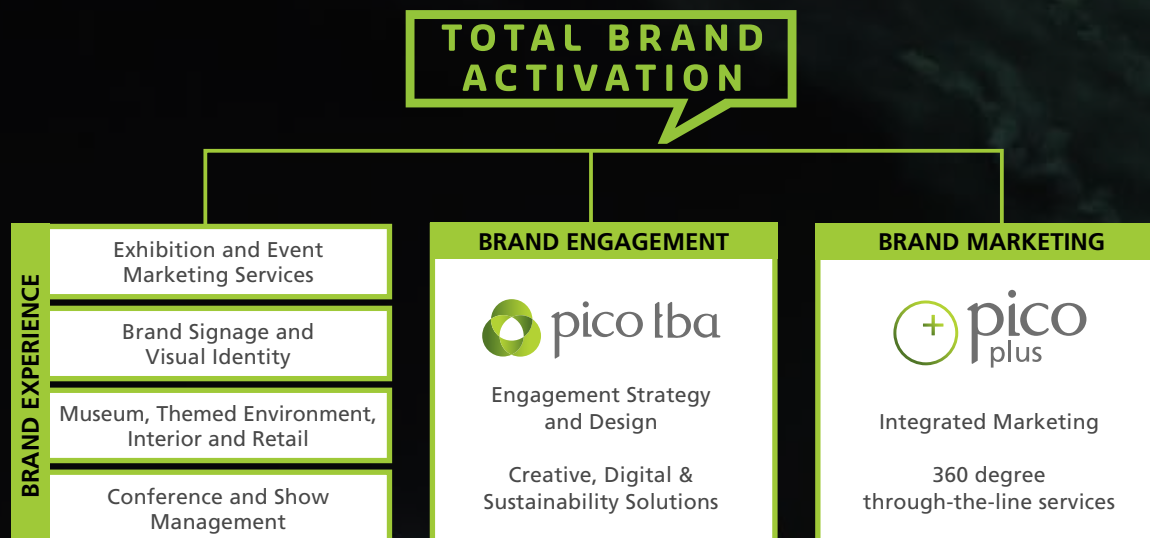 TOTAL BRAND
ACTIVATION
BRAND EXPERIENCE
Exhibition and Event
Marketing Services
Brand Signage and
Visual Identity
Museum, Themed Environment,
Interior and Retail
Conference and Show
Management
BRAND ENGAGEMENT
pico tba
Engagement Strategy
and Design
Creative, Digital &
Sustainability Solutions
BRAND MARKETING
+ pico
plus
Integrated Marketing
360 degree
through-the-line services